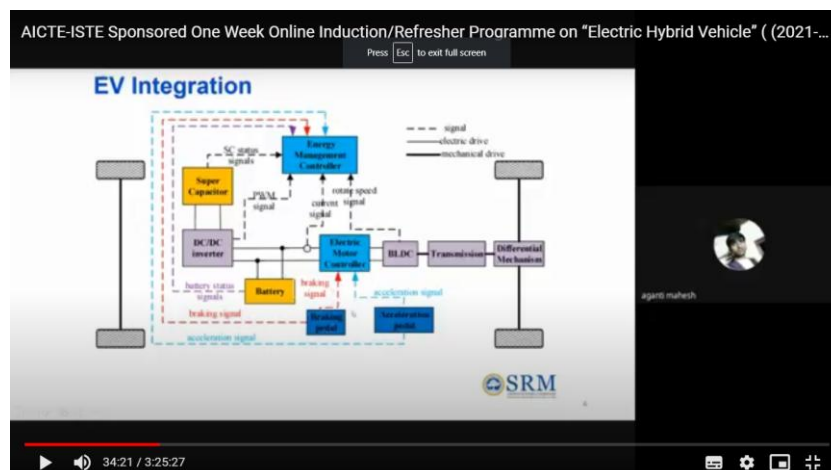 AICTE-ISTE Sponsored One Week Online Induction/Refresher Programme on “Electric Hybrid Vehicle” ( (2021-...
Press Esc to exit full screen
EV Integration
SC status
signals
Energy
Management
Controller
signal
electric drive
mechanical drive
Super
Capacitor
PWM
signal
current
signal
rotary speed
signal
DC/DC
inverter
Electric
Motor
Controller
BLDC
Transmission
Differential
Mechanism
battery status
signals
Battery
braking
signal
acceleration signal
braking signal
Braking
pedal
Acceleration
pedal
acceleration signal
aganti mahesh
SRM
34:21 / 3:25:27